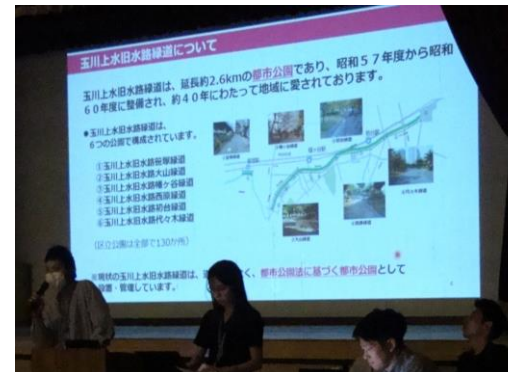 玉川上水旧水路緑道について
玉川上水旧水路緑道は、延長約2.6kmの都市公園であり、昭和57年度から昭和
60年度に整備され、約40年にわたって地域に愛されております。
●玉川上水旧水路緑道は、
6つの公園で構成されています。
①玉川上水旧水路笹塚緑道
②玉川上水旧水路大山緑道
③玉川上水旧水路幡ヶ谷緑道
④玉川上水旧水路西原緑道
⑤玉川上水旧水路初台緑道
⑥玉川上水旧水路代々木緑道
(区立公園は全部で130か所)
※現状の玉川上水旧水路緑道は、
く、都市公園法に基づく都市公園として
設置・管理しています。